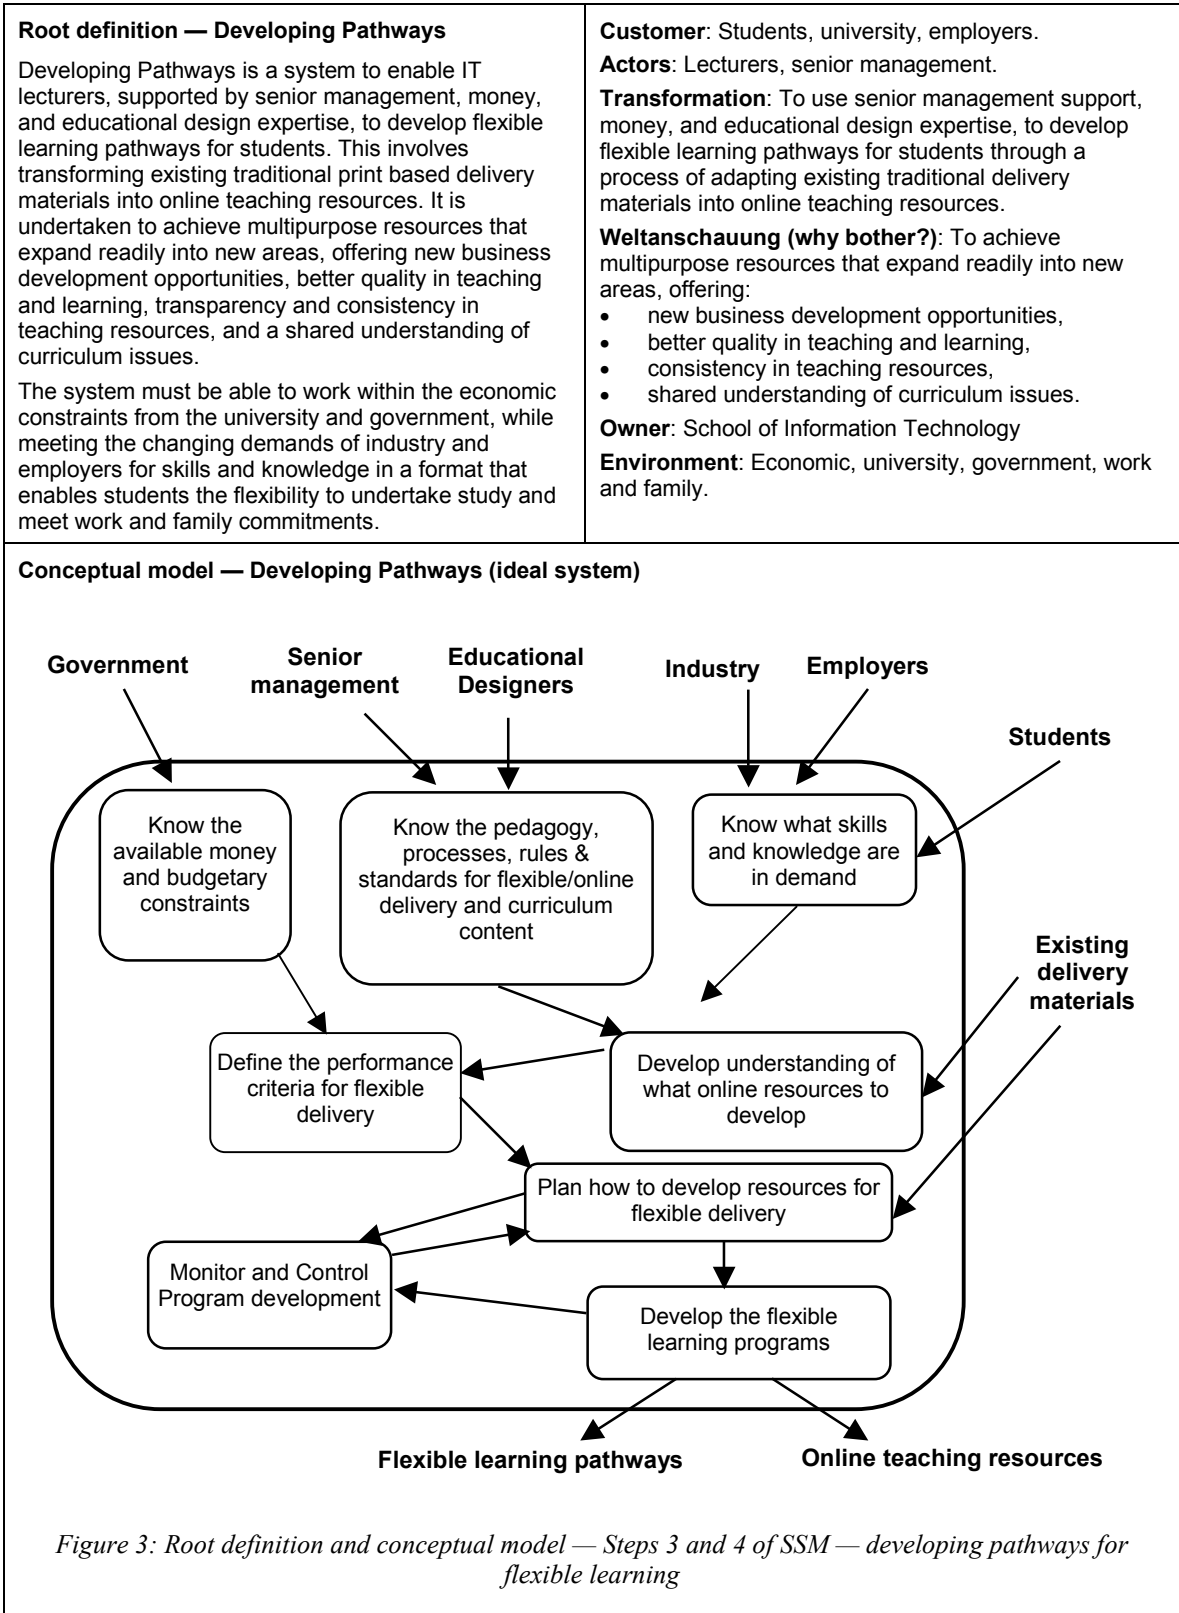 Root definition — Developing Pathways
Developing Pathways is a system to enable IT
lecturers, supported by senior management, money,
and educational design expertise, to develop flexible
learning pathways for students. This involves
transforming existing traditional print based delivery
materials into online teaching resources. It is
undertaken to achieve multipurpose resources that
expand readily into new areas, offering new business
development opportunities, better quality in teaching
and learning, transparency and consistency in
teaching resources, and a shared understanding of
curriculum issues.
The system must be able to work within the economic
constraints from the university and government, while
meeting the changing demands of industry and
employers for skills and knowledge in a format that
enables students the flexibility to undertake study and
meet work and family commitments.
Customer: Students, university, employers.
Actors: Lecturers, senior management.
Transformation: To use senior management support,
money, and educational design expertise, to develop
flexible learning pathways for students through a
process of adapting existing traditional delivery
materials into online teaching resources.
Weltanschauung (why bother?): To achieve
multipurpose resources that expand readily into new
areas, offering:
• new business development opportunities,
• better quality in teaching and learning,
• consistency in teaching resources,
• shared understanding of curriculum issues.
Owner: School of Information Technology
Environment: Economic, university, government, work
and family.
Conceptual model — Developing Pathways (ideal system)
Government
Senior
management
Educational
Designers
Industry
Employers
Students
Know the
available money
and budgetary
constraints
Know the pedagogy,
processes, rules &
standards for flexible/online
delivery and curriculum
content
Know what skills
and knowledge are
in demand
Existing
delivery
materials
Define the performance
criteria for flexible
delivery
Develop understanding of
what online resources to
develop
Plan how to develop resources for
flexible delivery
Monitor and Control
Program development
Develop the flexible
learning programs
Flexible learning pathways
Online teaching resources
Figure 3: Root definition and conceptual model — Steps 3 and 4 of SSM — developing pathways for
flexible learning